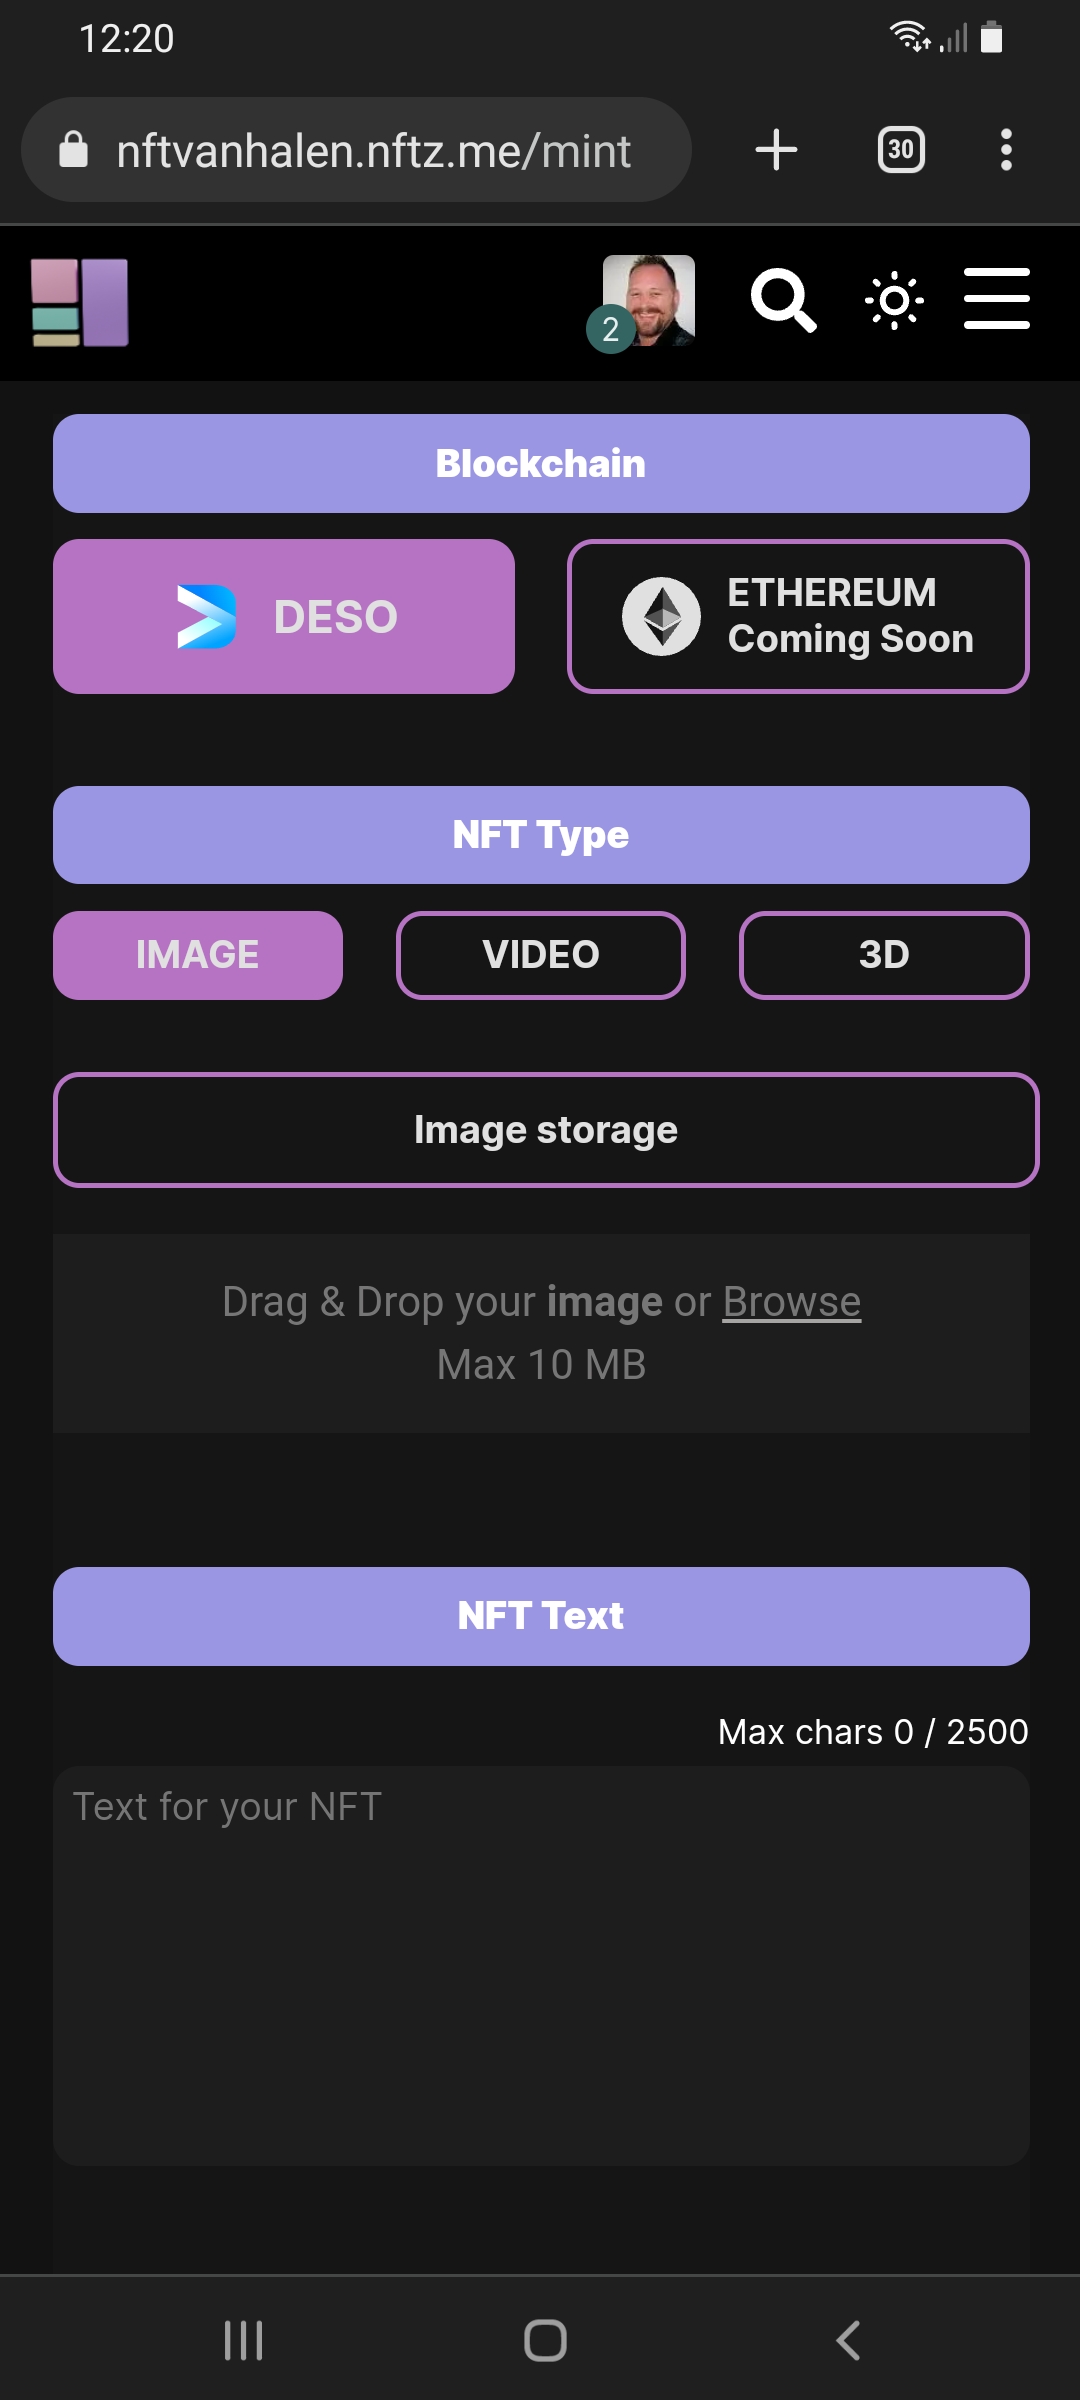 12:20
nftvanhalen.nftz.me/mint
30
2
Blockchain
DESO
ETHEREUM
Coming Soon
NFT Type
IMAGE
VIDEO
3D
Image storage
Drag & Drop your image or Browse
Max 10 MB
NFT Text
Max chars 0 / 2500
Text for your NFT